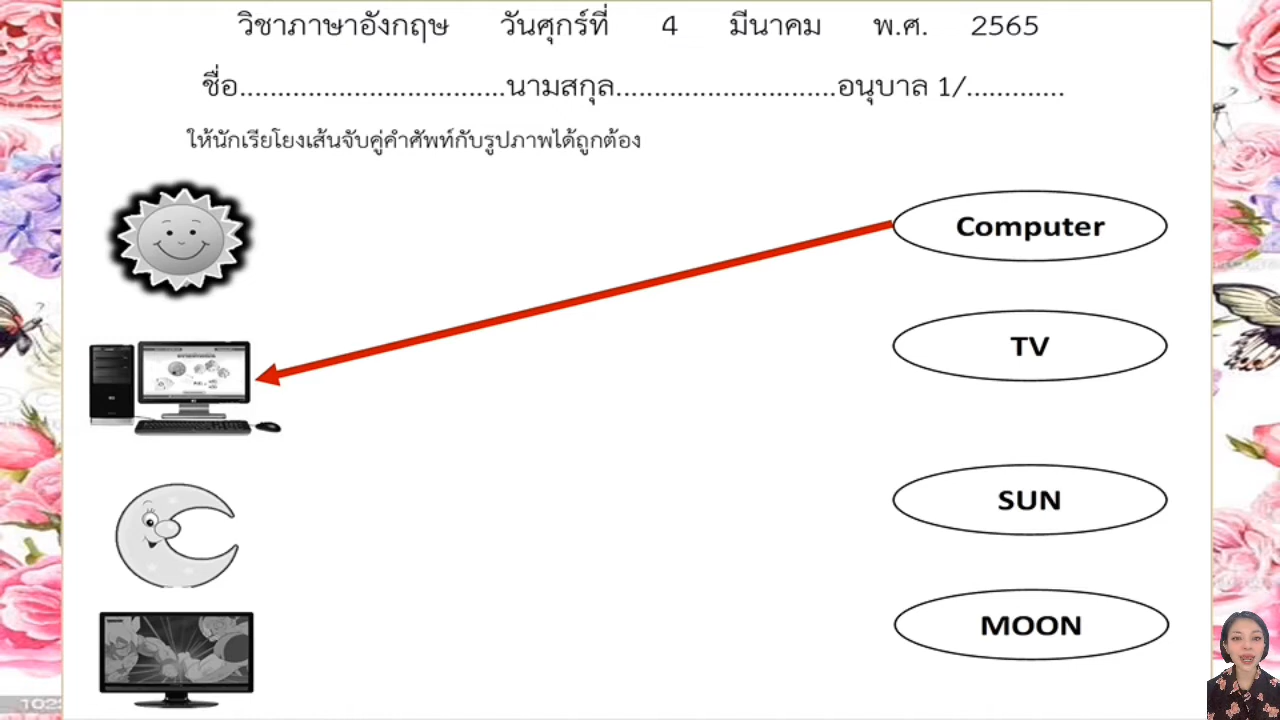 วิชาภาษาอังกฤษ วันศุกร์ที่ 4 มีนาคม พ.ศ. 2565
ชื่อ..................................นามสกุล............................อนุบาล 1/.............
ให้นักเรียโยงเส้นจับคู่คำศัพท์กับรูปภาพได้ถูกต้อง
Computer
TV
SUN
MOON